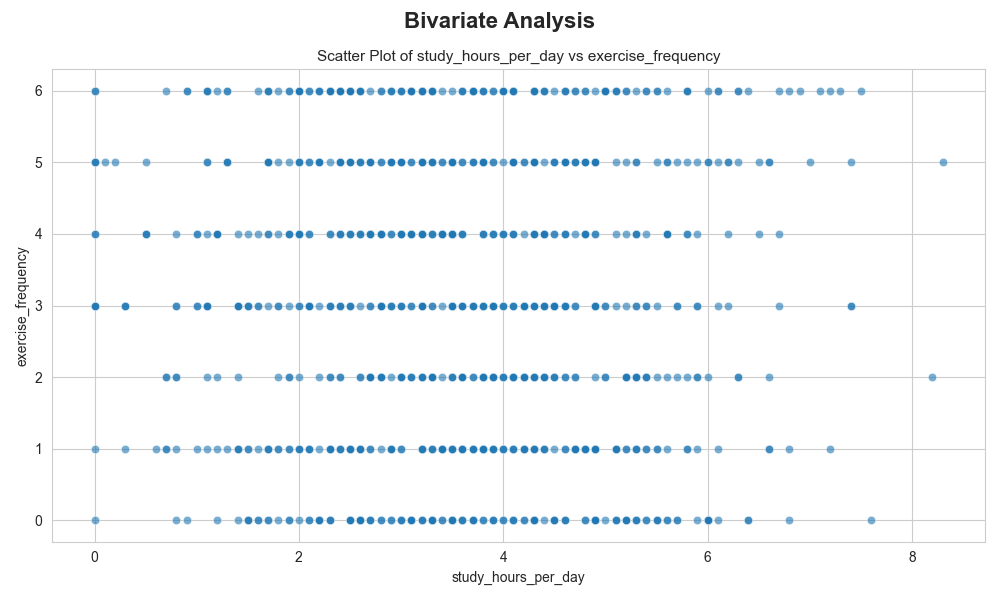 Bivariate Analysis
Scatter Plot of study_hours_per_day vs exercise_frequency
exercise_frequency
6
5
4
3
2
1
0
0 2 4 6 8
study_hours_per_day